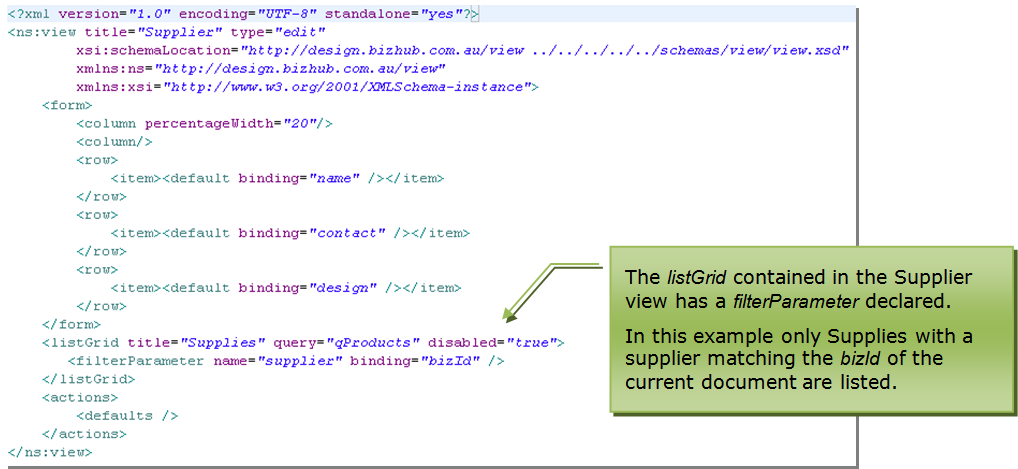 <?xml version="1.0" encoding="UTF-8" standalone="yes"?>
<ns:view title="Supplier" type="edit"
xsi:schemaLocation="http://design.bizhub.com.au/view ../../../../../schemas/view/view.xsd"
xmlns:ns="http://design.bizhub.com.au/view"
xmlns:xsi="http://www.w3.org/2001/XMLSchema-instance">
<form>
<column percentageWidth="20"/>
<column/>
<row>
<item><default binding="name" /></item>
</row>
<row>
<item><default binding="contact" /></item>
</row>
<row>
<item><default binding="design" /></item>
</row>
</form>
<listGrid title="Supplies" query="qProducts" disabled="true">
<filterParameter name="supplier" binding="bizId" />
</listGrid>
<actions>
<defaults />
</actions>
</ns:view>
The listGrid contained in the Supplier
view has a filterParameter declared.
In this example only Supplies with a
supplier matching the bizId of the
current document are listed.